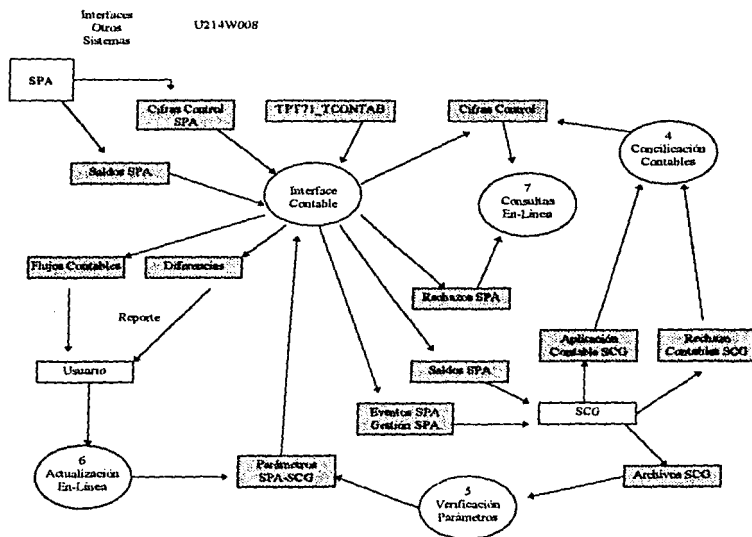 Interfaces
Otros
Sistemas
U214W008
SPA
Cifras Control
SPA
TPT71_TCONTAB
Cifras Control
4
Concilicación
Contables
Saldos SPA
Interface
Contable
7
Consultas
En-Línea
Flujos Contables
Diferencias
Rechazos SPA
Reporte
Aplicación
Contable SCG
Rechazo
Contables SCG
Usuario
Saldos SPA
Eventos SPA
Gestión SPA
SCG
6
Actualización
En-Línea
Parámetros
SPA-SCG
5
Verificación
Parámetros
Archivos SCG